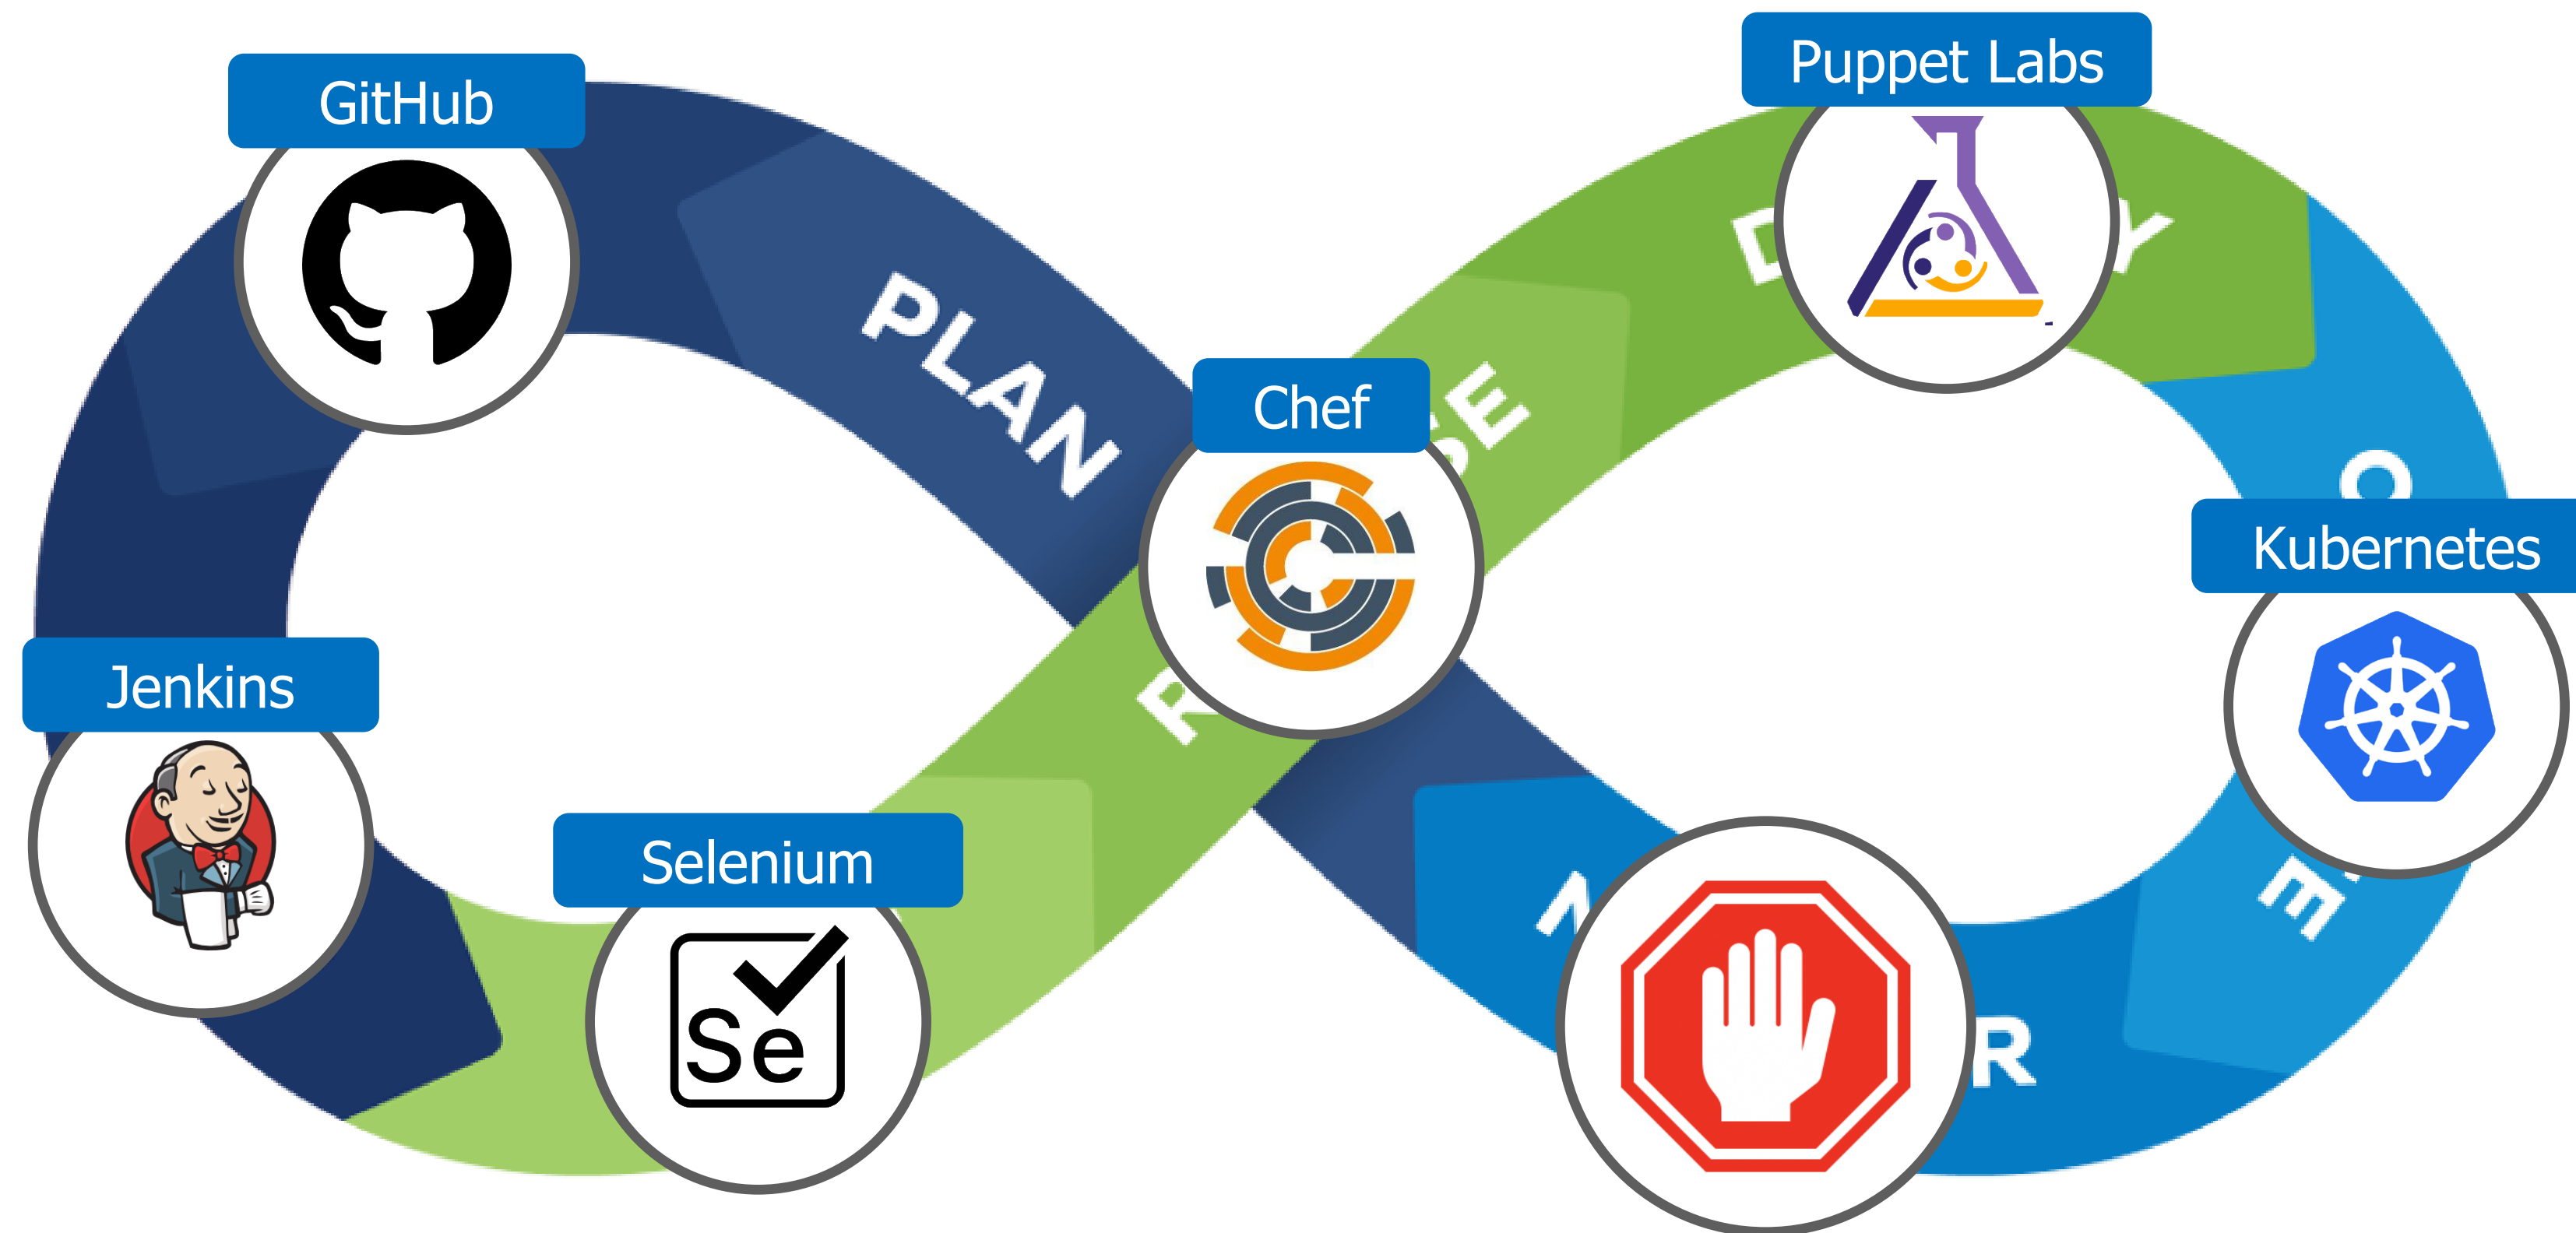 GitHub
Puppet Labs
PLAN
Chef
Kubernetes
Jenkins
Selenium
Se